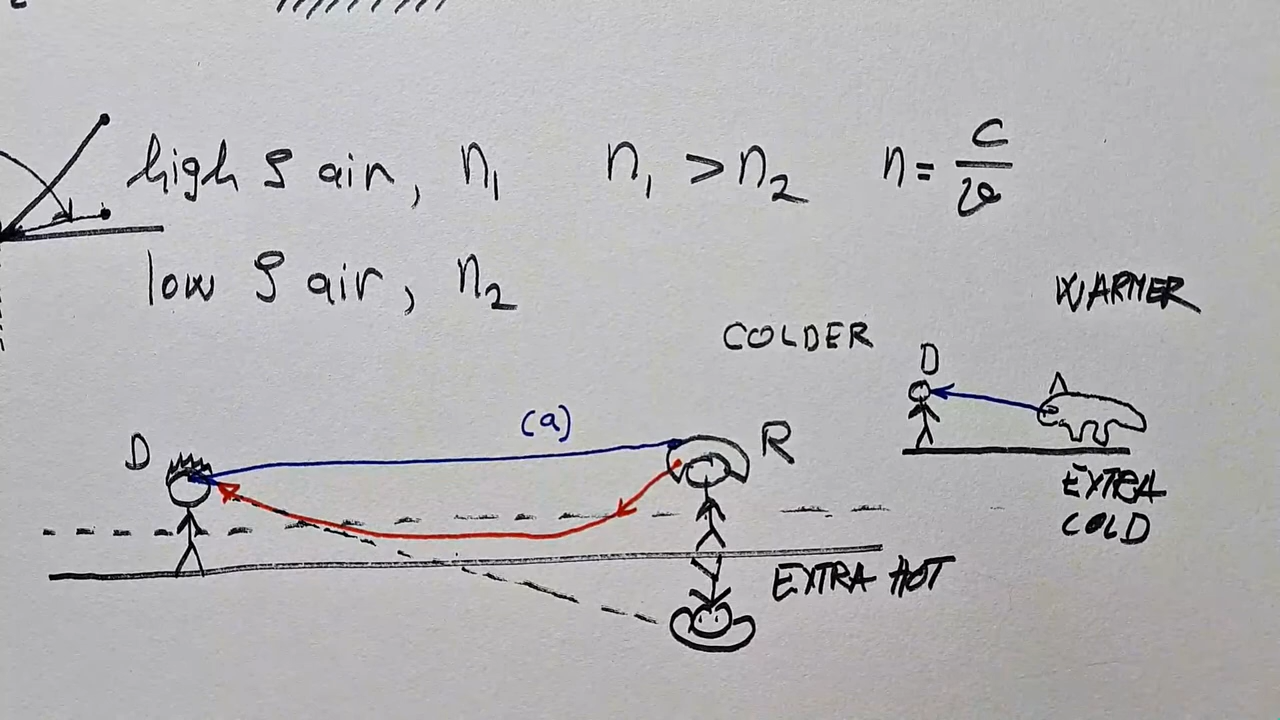 high ρ air, n₁ n₁ > n₂ n = c/v
low ρ air, n₂
WARMER
COLDER
D
(a)
D
R
EXTRA
COLD
EXTRA HOT